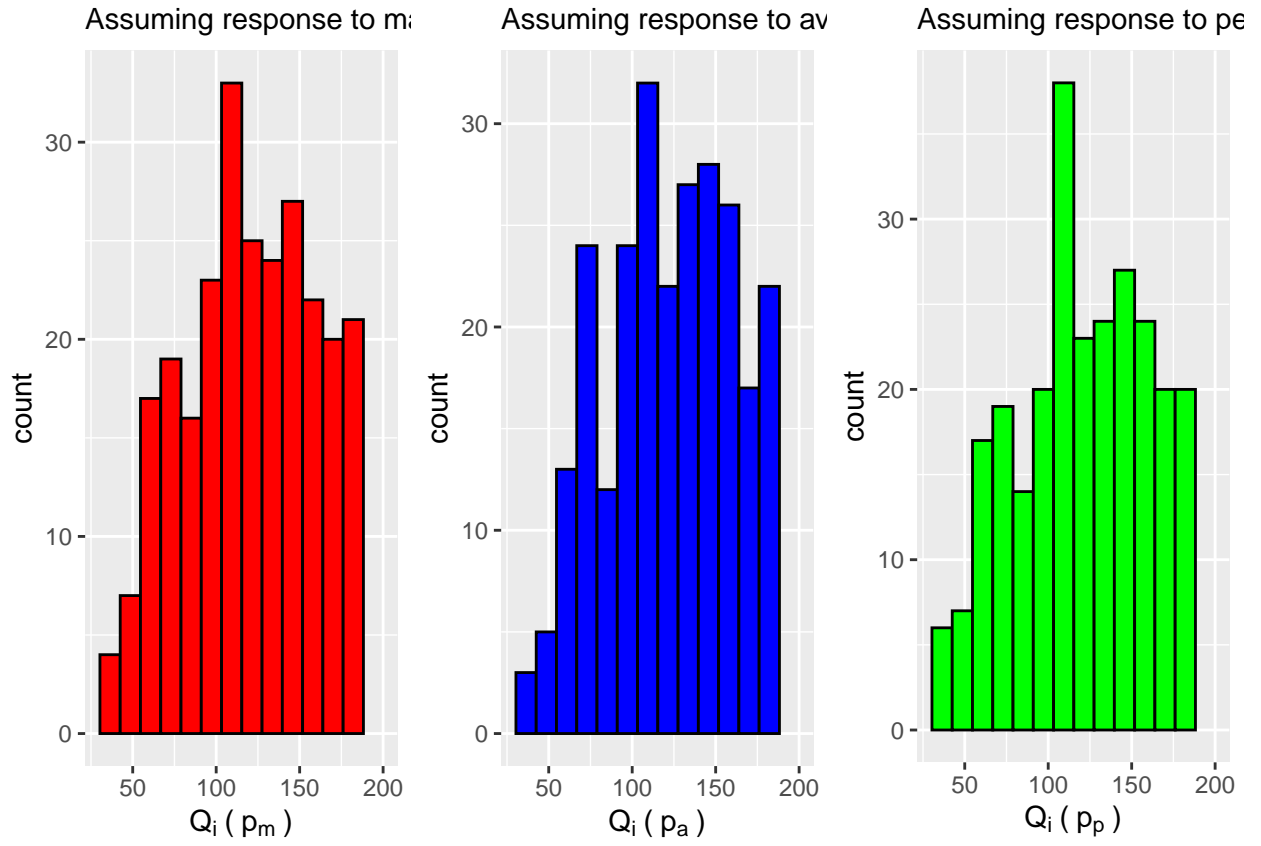 Assuming response to ma
Assuming response to av
Assuming response to pe
count
30
20
10
0
50 100 150 200
Qi ( pm )
count
30
20
10
0
50 100 150 200
Qi ( pa )
count
30
20
10
0
50 100 150 200
Qi ( pp )